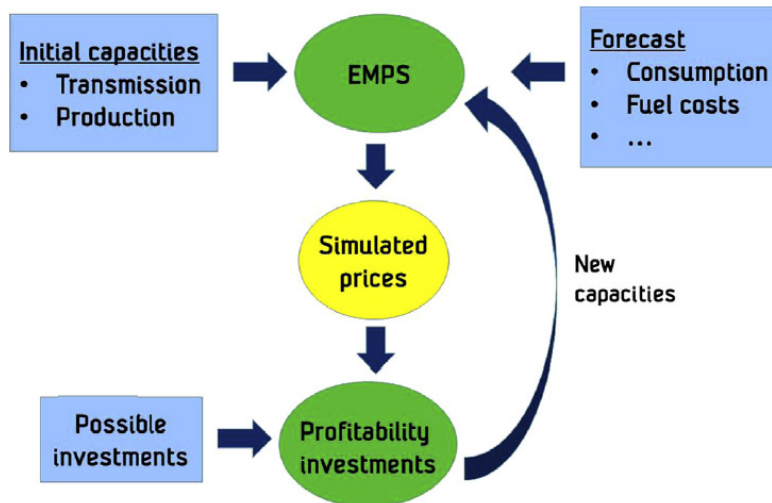 Initial capacities
• Transmission
• Production
EMPS
Forecast
• Consumption
• Fuel costs
• ...
Simulated
prices
New
capacities
Possible
investments
Profitability
investments